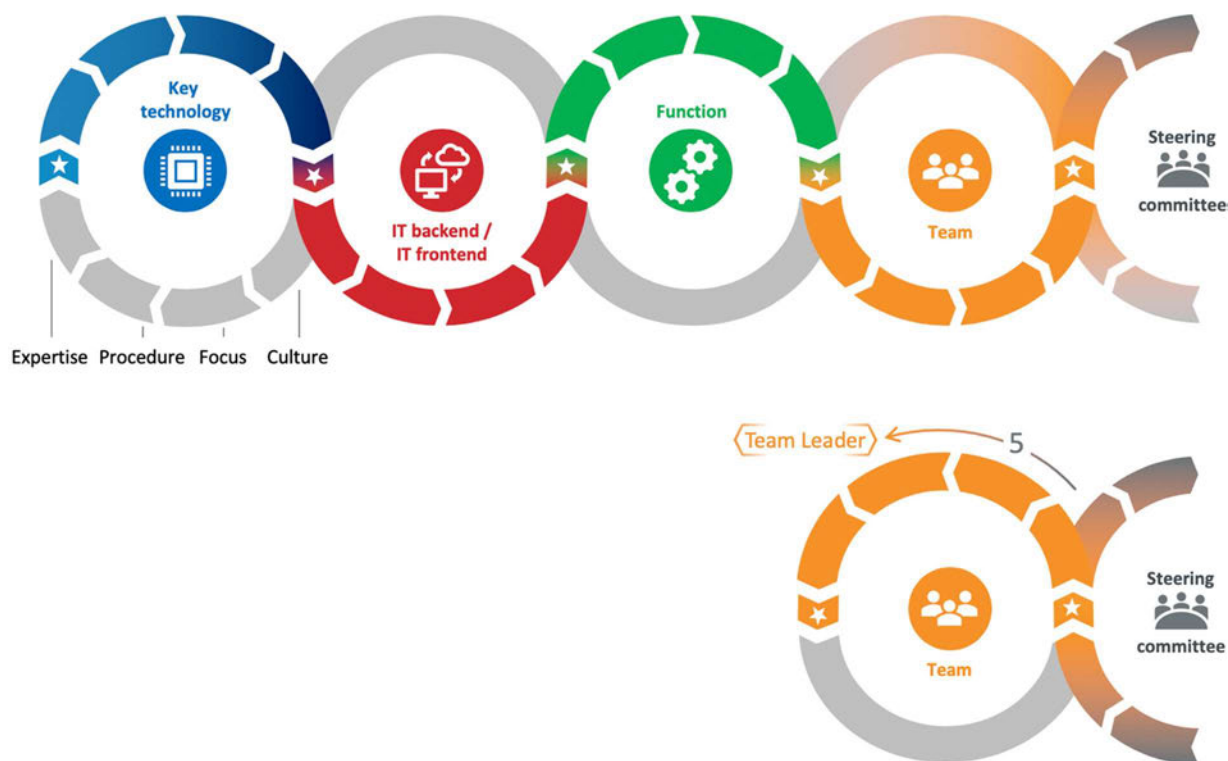 Key
technology
IT backend /
IT frontend
Function
Team
Steering
committee
Expertise Procedure Focus Culture
Team Leader
5
Team
Steering
committee